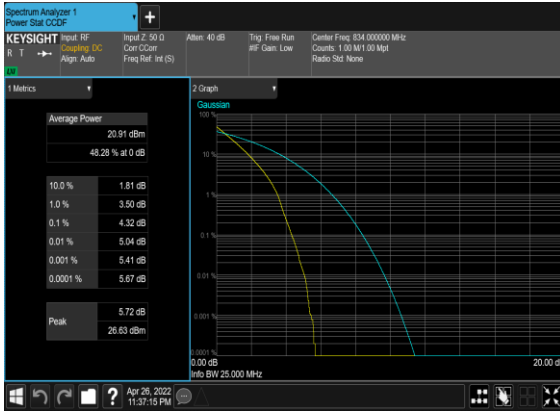 Spectrum Analyzer 1
Power Stat CCDF
+
KEYSIGHT
R T
LXI
Input: RF
Coupling: DC
Align: Auto
Input Z: 50 Ω
Corr CCorr
Freq Ref: Int (S)
Atten: 40 dB
Trig: Free Run
#IF Gain: Low
Center Freq: 834.000000 MHz
Counts: 1.00 M/1.00 Mpt
Radio Std: None
1 Metrics
Average Power
20.91 dBm
48.28 % at 0 dB
10.0 % 1.81 dB
1.0 % 3.50 dB
0.1 % 4.32 dB
0.01 % 5.04 dB
0.001 % 5.41 dB
0.0001 % 5.67 dB
Peak
5.72 dB
26.63 dBm
2 Graph
Gaussian
100 %
10 %
1 %
0.1 %
0.01 %
0.001 %
0.0001 %
0.00 dB
20.00 d
Info BW 25.000 MHz
?
Apr 26, 2022
11:37:15 PM